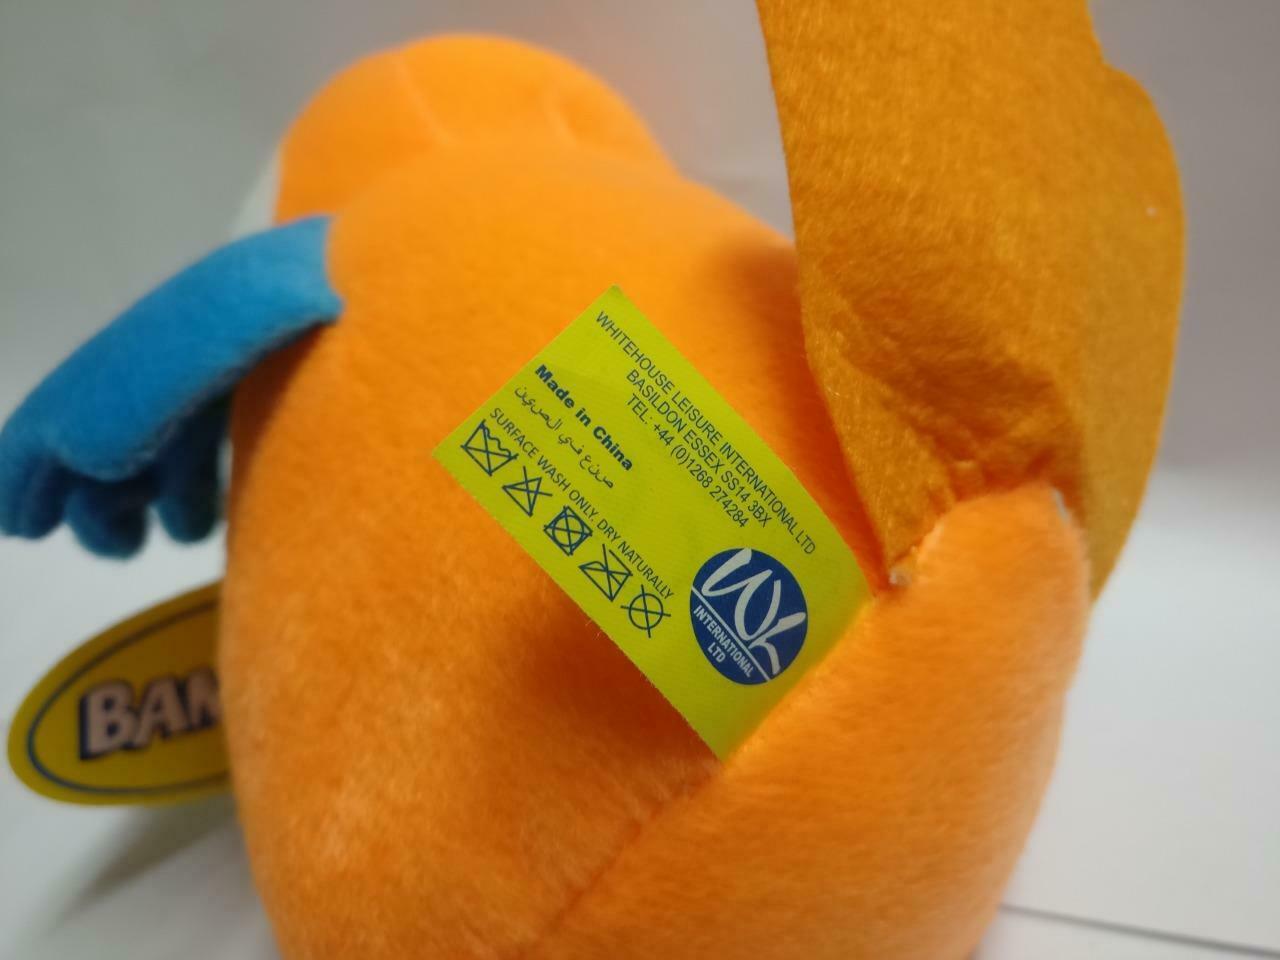 WHITEHOUSE LEISURE INTERNATIONAL LTD
BASILDON ESSEX SS14 3BX
TEL: +44 (0)1268 274284
Made in China
صنع في الصين
SURFACE WASH ONLY, DRY NATURALLY
WL
INTERNATIONAL
LTD
BAN